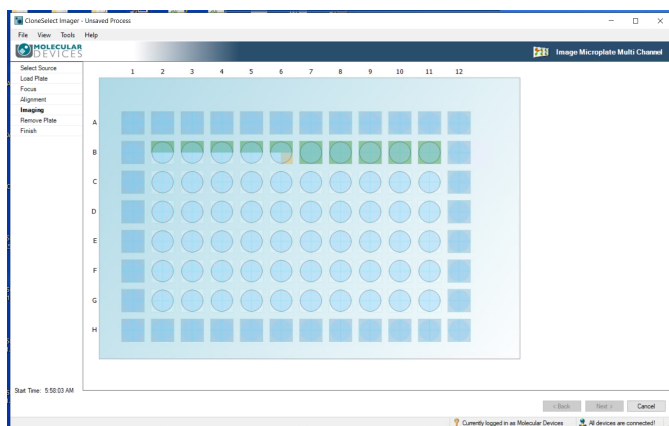 CloneSelect Imager - Unsaved Process
File View Tools Help
MOLECULAR
DEVICES
Image Microplate Multi Channel
Select Source
Load Plate
Focus
Alignment
Imaging
Remove Plate
Finish
1 2 3 4 5 6 7 8 9 10 11 12
A
B
C
D
E
F
G
H
Start Time: 5:58:03 AM
< Back Next > Cancel
Currently logged in as Molecular Devices All devices are connected!